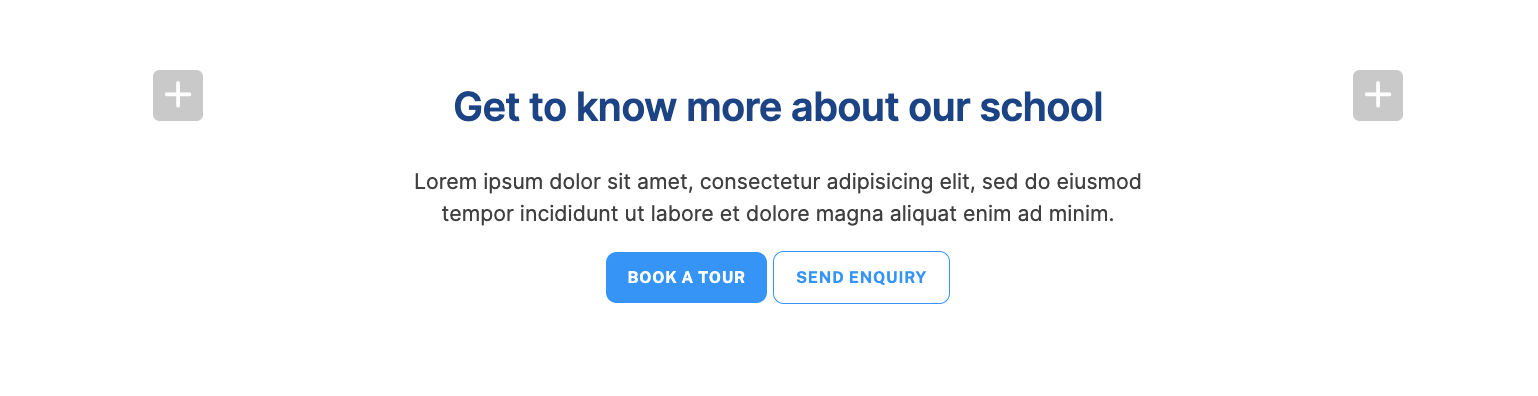 Get to know more about our school
Lorem ipsum dolor sit amet, consectetur adipisicing elit, sed do eiusmod
tempor incididunt ut labore et dolore magna aliquat enim ad minim.
BOOK A TOUR
SEND ENQUIRY